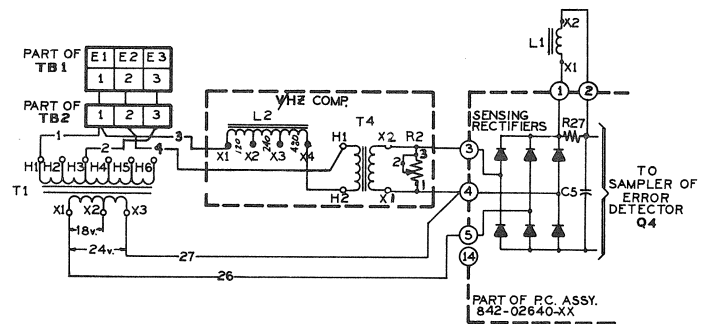 X2
L1
X1
PART OF
TB1
E1 E2 E3
1 2 3
PART OF
TB2
1 2 3
V/HZ COMP.
1 3
2 4
L2
120 240 480
X1 X2 X3 X4
T4
H1
H2
X2
X1
R2
3
2
1
H1 H2 H3 H4 H5 H6
T1
X1 X2 X3
18v.
24v.
27
26
1 2
3
4
5
14
SENSING
RECTIFIERS
R27
C5
TO
SAMPLER OF
ERROR
DETECTOR
Q4
PART OF P.C. ASSY.
842-02640-XX